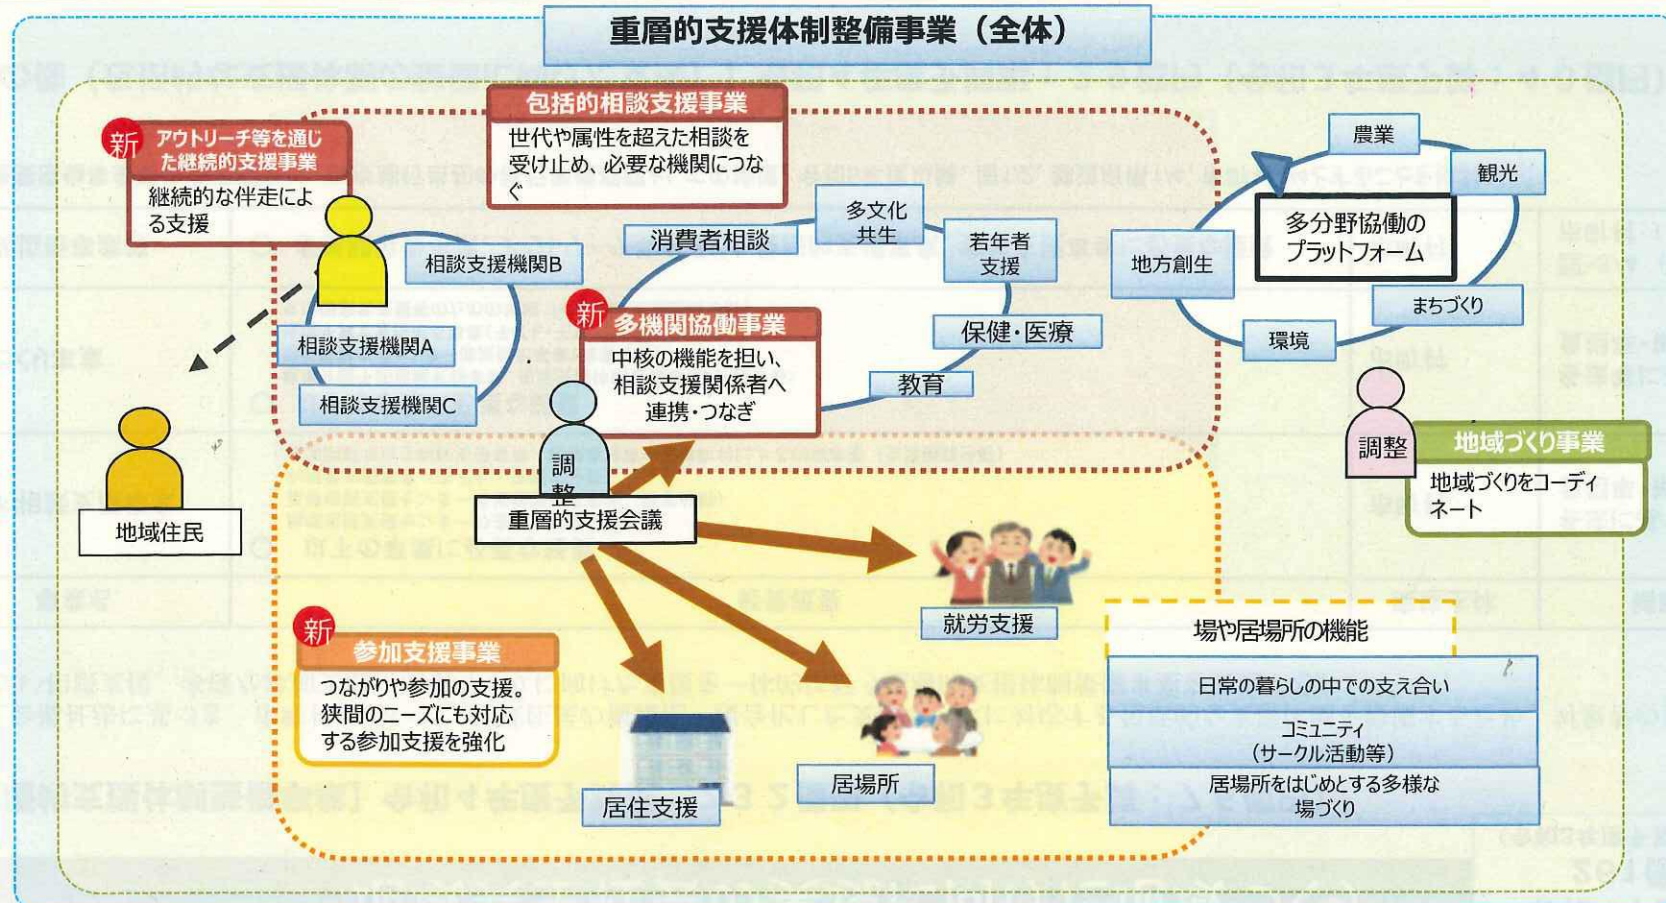 重層的支援体制整備事業（全体）
新
アウトリーチ等を通じ
た継続的支援事業
継続的な伴走によ
る支援
包括的相談支援事業
世代や属性を超えた相談を
受け止め、必要な機関につな
ぐ
相談支援機関B
相談支援機関A
相談支援機関C
消費者相談
多文化
共生
若年者
支援
保健・医療
教育
新
多機関協働事業
中核の機能を担い、
相談支援関係者へ
連携・つなぎ
農業
観光
多分野協働の
プラットフォーム
地方創生
まちづくり
環境
調整
地域づくり事業
地域づくりをコーディ
ネート
地域住民
調
整
重層的支援会議
新
参加支援事業
つながりや参加の支援。
狭間のニーズにも対応
する参加支援を強化
就労支援
居場所
居住支援
場や居場所の機能
日常の暮らしの中での支え合い
コミュニティ
（サークル活動等）
居場所をはじめとする多様な
場づくり